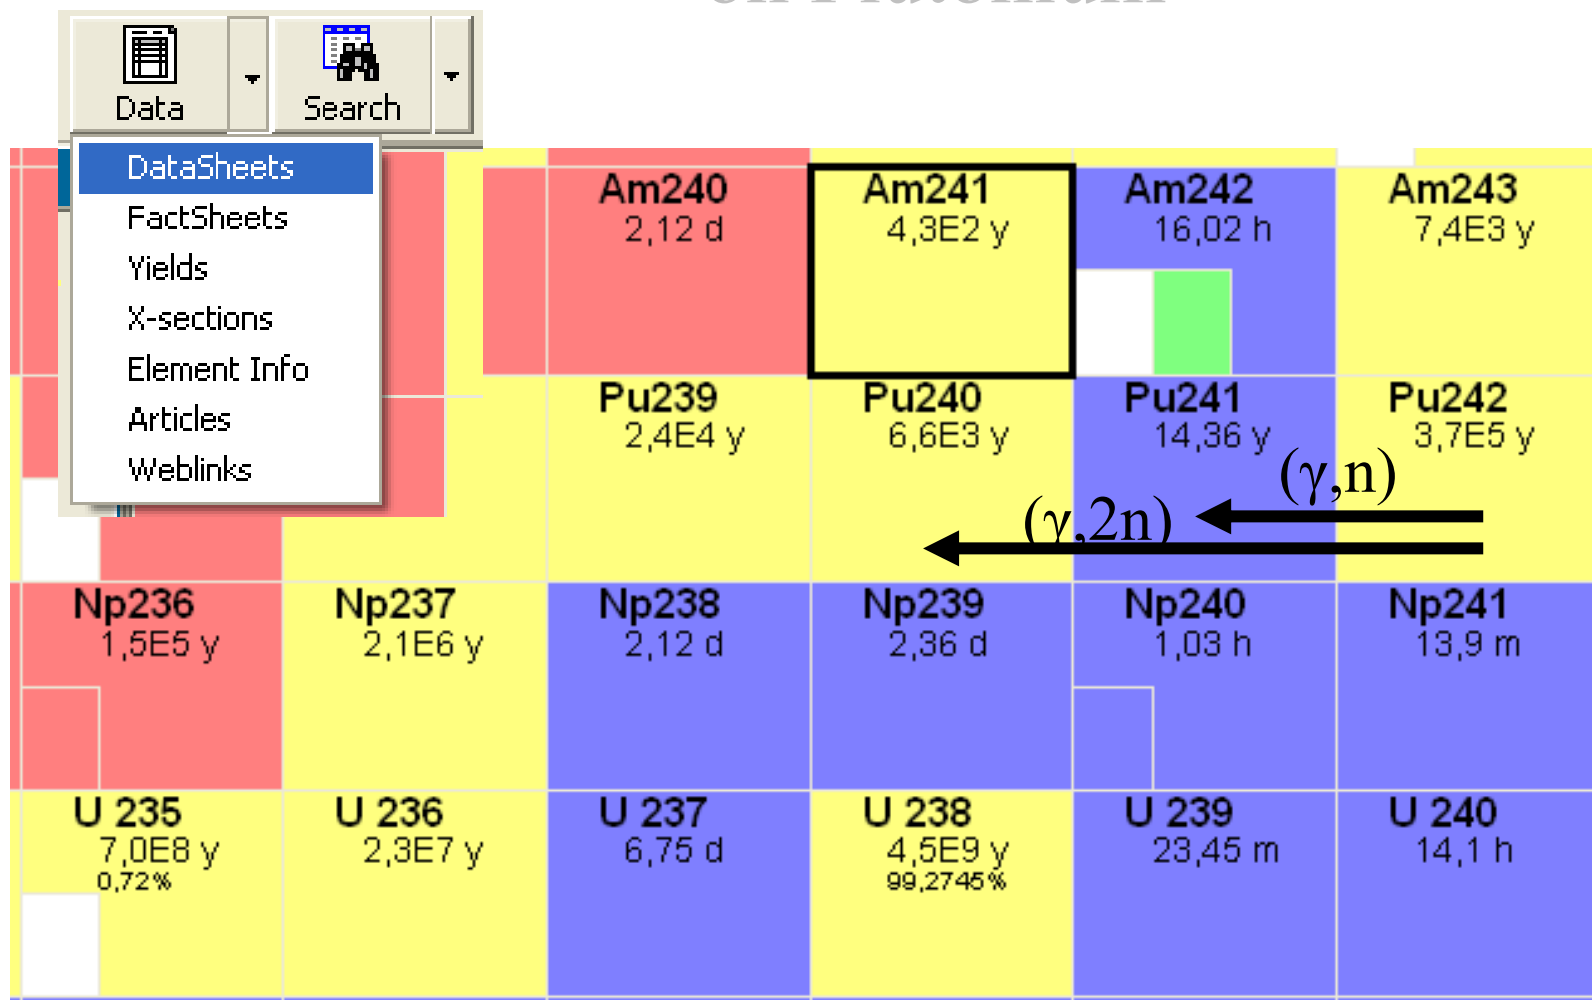 Data
Search
DataSheets
FactSheets
Yields
X-sections
Element Info
Articles
Weblinks
Am240
2,12 d
Am241
4,3E2 y
Am242
16,02 h
Am243
7,4E3 y
Pu239
2,4E4 y
Pu240
6,6E3 y
Pu241
14,36 y
Pu242
3,7E5 y
(γ,n)
(γ,2n)
Np236
1,5E5 y
Np237
2,1E6 y
Np238
2,12 d
Np239
2,36 d
Np240
1,03 h
Np241
13,9 m
U 235
7,0E8 y
0,72%
U 236
2,3E7 y
U 237
6,75 d
U 238
4,5E9 y
99,2745%
U 239
23,45 m
U 240
14,1 h